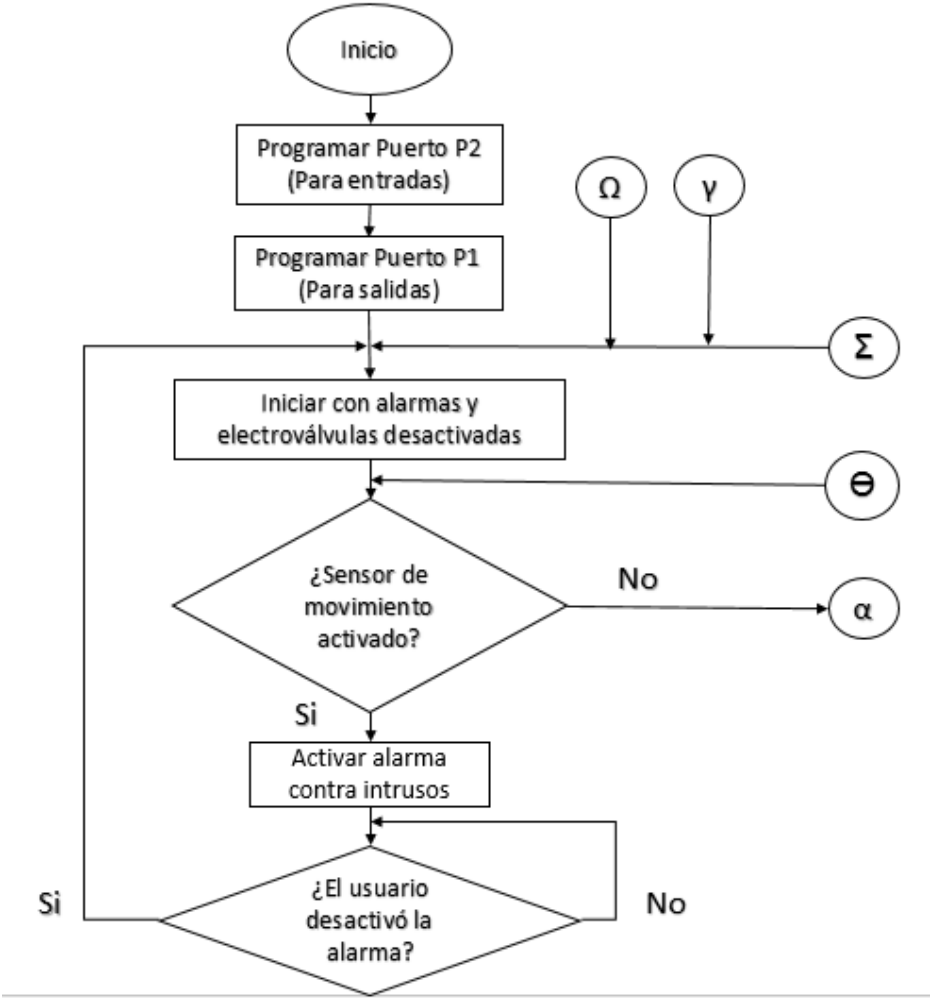 Inicio
Programar Puerto P2
(Para entradas)
Ω
γ
Programar Puerto P1
(Para salidas)
Σ
Iniciar con alarmas y
electroválvulas desactivadas
Θ
¿Sensor de
movimiento
activado?
No
α
Si
Activar alarma
contra intrusos
¿El usuario
desactivó la
alarma?
Si
No